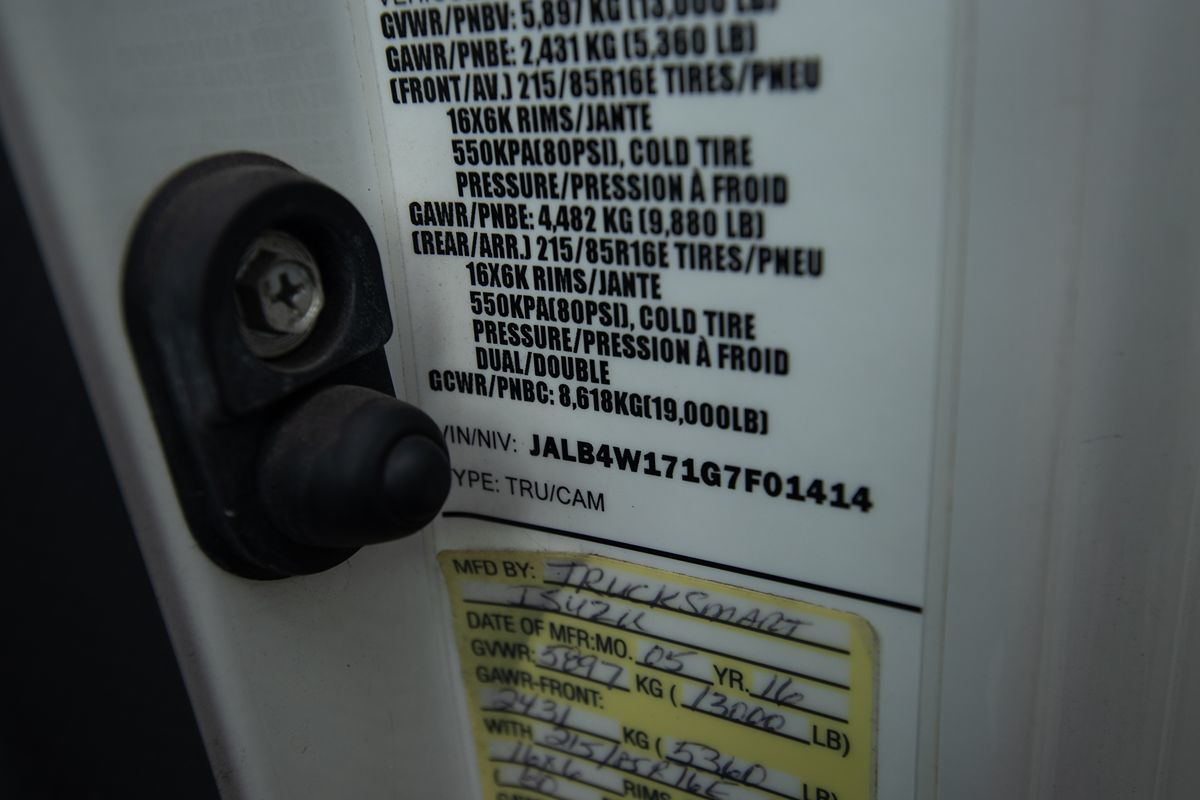 GVWR/PNBV: 5,897 KG (13,000 LB)
GAWR/PNBE: 2,431 KG (5,360 LB)
(FRONT/AV.) 215/85R16E TIRES/PNEU
16X6K RIMS/JANTE
550KPA(80PSI), COLD TIRE
PRESSURE/PRESSION À FROID
GAWR/PNBE: 4,482 KG (9,880 LB)
(REAR/ARR.) 215/85R16E TIRES/PNEU
16X6K RIMS/JANTE
550KPA(80PSI), COLD TIRE
PRESSURE/PRESSION À FROID
DUAL/DOUBLE
GCWR/PNBC: 8,618KG(19,000LB)
VIN/NIV: JALB4W171G7F01414
TYPE: TRU/CAM
MFD BY: TRUCKSMART
ISUZU
DATE OF MFR:MO. 05 YR. 16
GVWR: 5897 KG (13000 LB)
GAWR-FRONT:
2431 KG (5360 LB)
WITH 215/85R16E
16X6 RIMS
(80